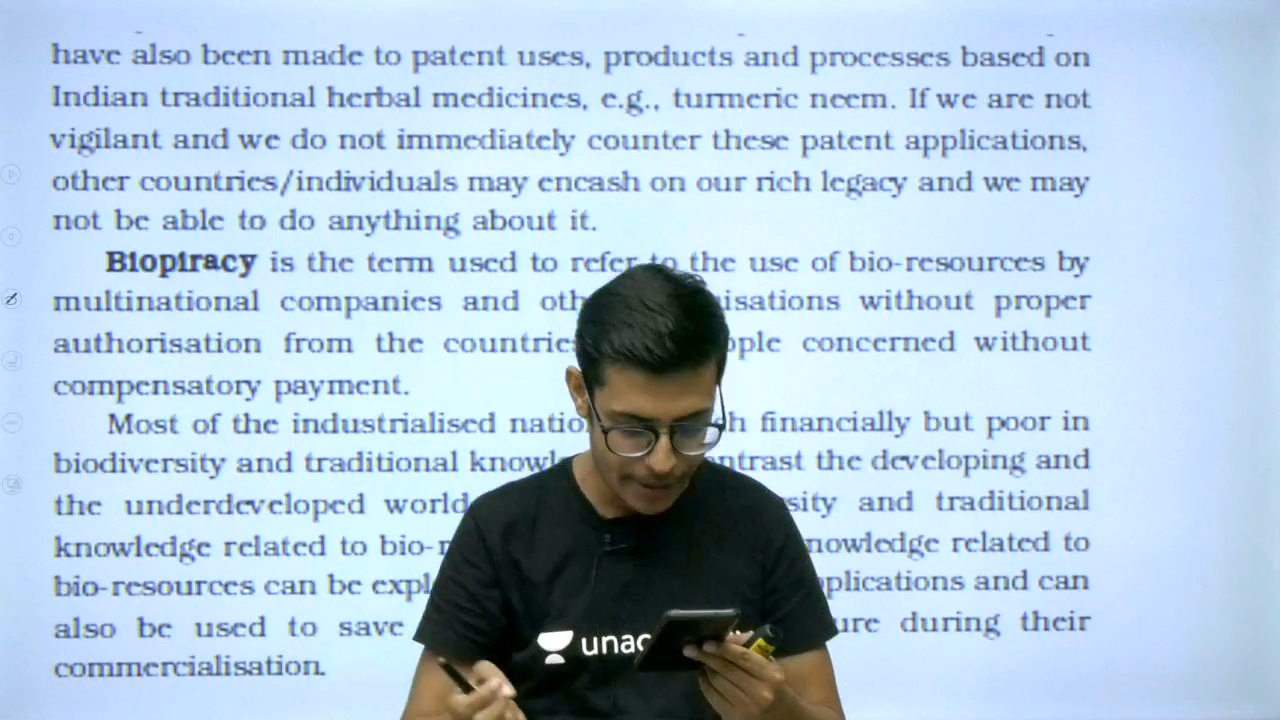 have also been made to patent uses, products and processes based on
Indian traditional herbal medicines, e.g., turmeric neem. If we are not
vigilant and we do not immediately counter these patent applications,
other countries/individuals may encash on our rich legacy and we may
not be able to do anything about it.
Biopiracy is the term used to refer to the use of bio-resources by
multinational companies and oth isations without proper
authorisation from the countries ople concerned without
compensatory payment.
Most of the industrialised natio h financially but poor in
biodiversity and traditional knowle ntrast the developing and
the underdeveloped world sity and traditional
knowledge related to bio-r nowledge related to
bio-resources can be expl plications and can
also be used to save ure during their
commercialisation.
unac